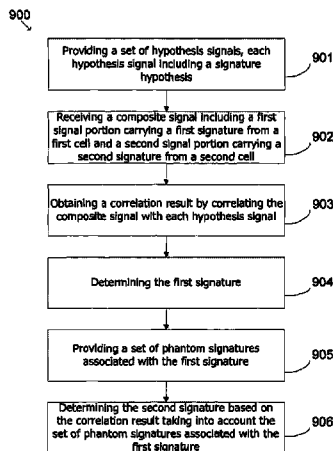 900
Providing a set of hypothesis signals, each
hypothesis signal including a signature
hypothesis
901
Receiving a composite signal including a first
signal portion carrying a first signature from a
first cell and a second signal portion carrying a
second signature from a second cell
902
Obtaining a correlation result by correlating the
composite signal with each hypothesis signal
903
Determining the first signature
904
Providing a set of phantom signatures
associated with the first signature
905
Determining the second signature based on
the correlation result taking into account the
set of phantom signatures associated with the
first signature
906